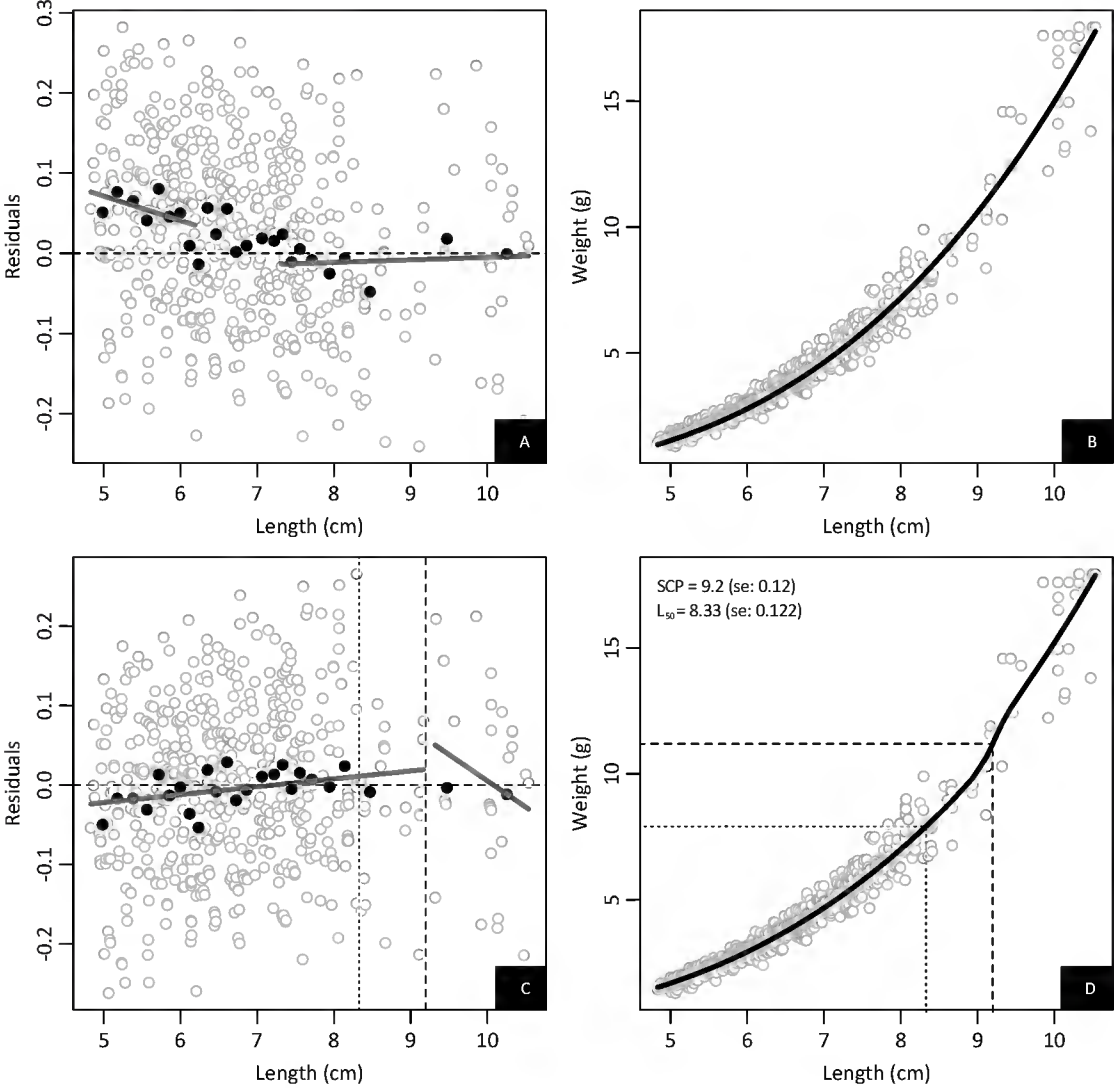 0.3
0.2
0.1
0.0
-0.1
-0.2
Residuals
5 6 7 8 9 10
Length (cm)
A
15
10
5
Weight (g)
5 6 7 8 9 10
Length (cm)
B
0.2
0.1
0.0
-0.1
-0.2
Residuals
5 6 7 8 9 10
Length (cm)
C
SCP = 9.2 (se: 0.12)
L50 = 8.33 (se: 0.122)
15
10
5
Weight (g)
5 6 7 8 9 10
Length (cm)
D